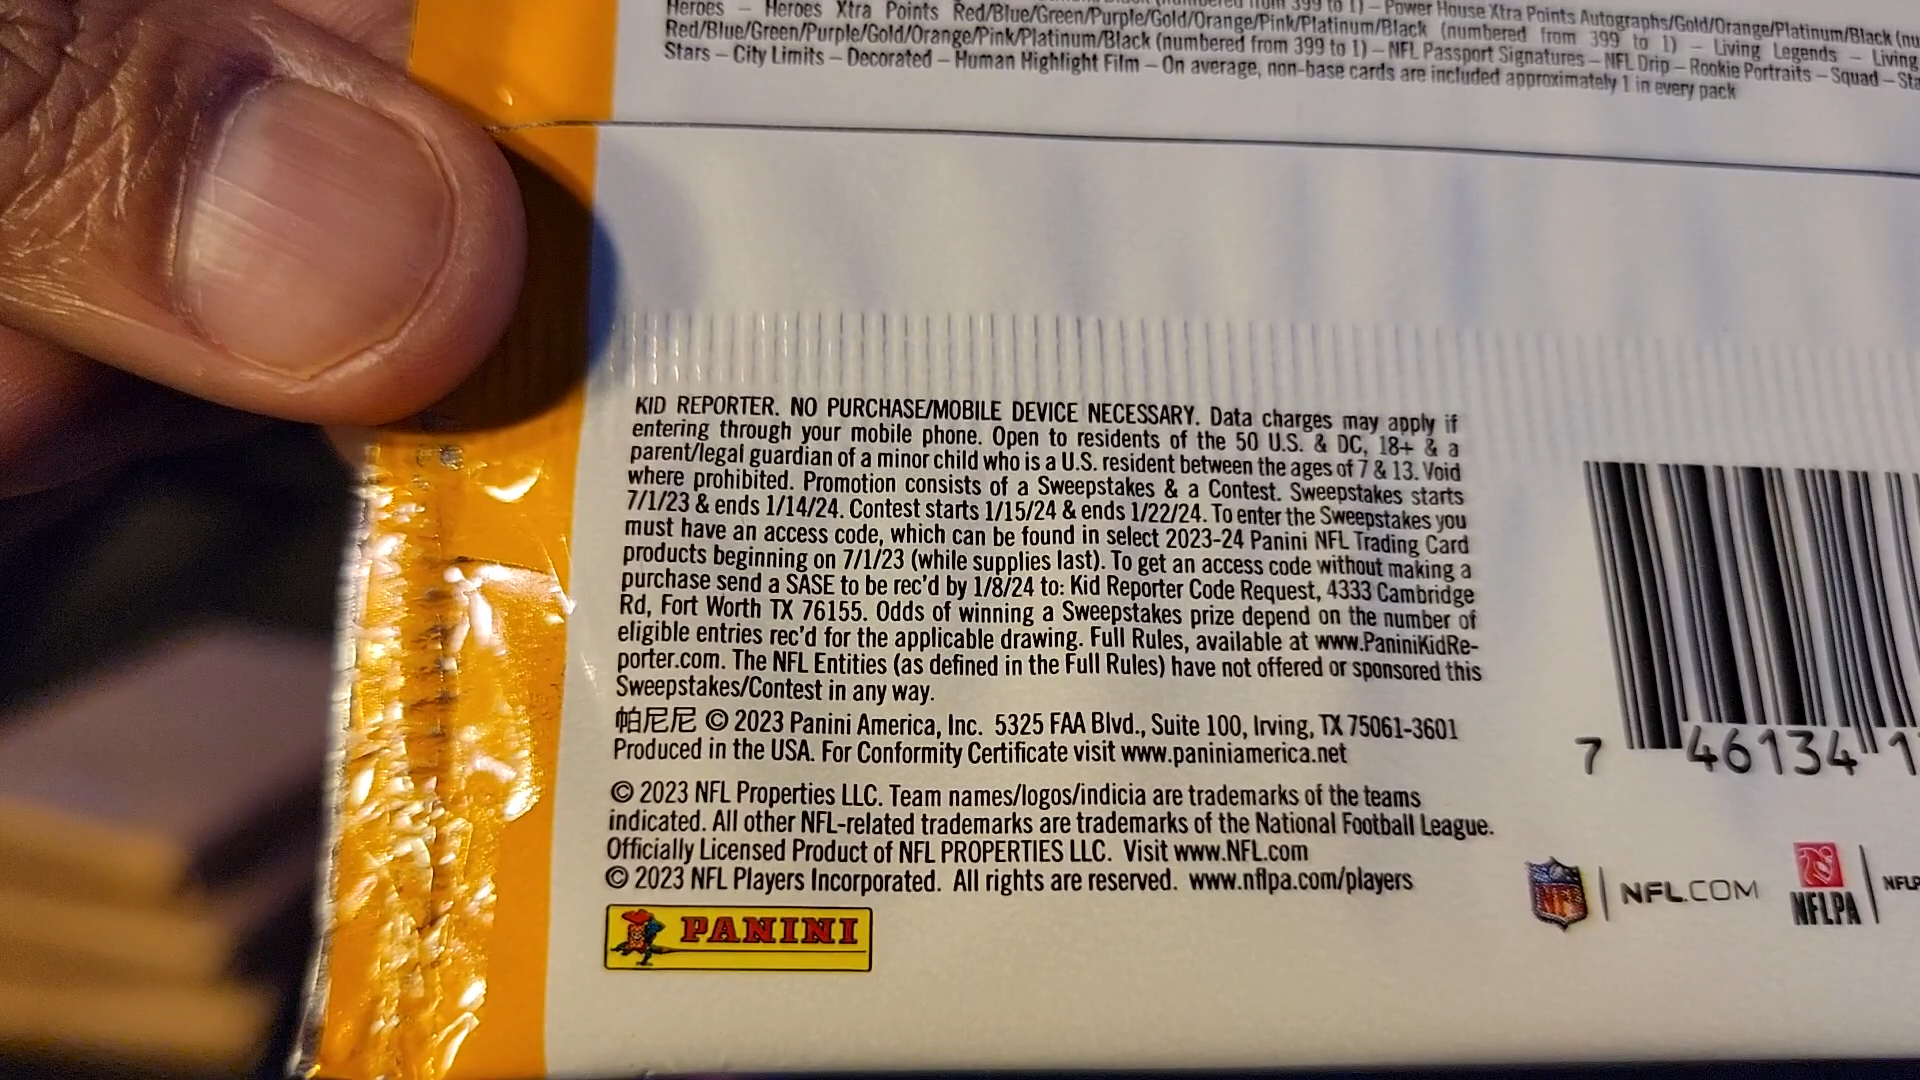 399 to 1) – Power House Xtra Points Autographs/Gold/Orange/Platinum/Black (nu
Heroes – Heroes Xtra Points Red/Blue/Green/Purple/Gold/Orange/Pink/Platinum/Black (numbered from 399 to 1) – Living Legends – Living
Red/Blue/Green/Purple/Gold/Orange/Pink/Platinum/Black (numbered from 399 to 1) – NFL Passport Signatures – NFL Drip – Rookie Portraits – Squad – Sta
Stars – City Limits – Decorated – Human Highlight Film – On average, non-base cards are included approximately 1 in every pack
KID REPORTER. NO PURCHASE/MOBILE DEVICE NECESSARY. Data charges may apply if
entering through your mobile phone. Open to residents of the 50 U.S. & DC, 18+ & a
parent/legal guardian of a minor child who is a U.S. resident between the ages of 7 & 13. Void
where prohibited. Promotion consists of a Sweepstakes & a Contest. Sweepstakes starts
7/1/23 & ends 1/14/24. Contest starts 1/15/24 & ends 1/22/24. To enter the Sweepstakes you
must have an access code, which can be found in select 2023-24 Panini NFL Trading Card
products beginning on 7/1/23 (while supplies last). To get an access code without making a
purchase send a SASE to be rec'd by 1/8/24 to: Kid Reporter Code Request, 4333 Cambridge
Rd, Fort Worth TX 76155. Odds of winning a Sweepstakes prize depend on the number of
eligible entries rec'd for the applicable drawing. Full Rules, available at www.PaniniKidRe-
porter.com. The NFL Entities (as defined in the Full Rules) have not offered or sponsored this
Sweepstakes/Contest in any way.
帕尼尼 © 2023 Panini America, Inc. 5325 FAA Blvd., Suite 100, Irving, TX 75061-3601
Produced in the USA. For Conformity Certificate visit www.paniniamerica.net
© 2023 NFL Properties LLC. Team names/logos/indicia are trademarks of the teams
indicated. All other NFL-related trademarks are trademarks of the National Football League.
Officially Licensed Product of NFL PROPERTIES LLC. Visit www.NFL.com
© 2023 NFL Players Incorporated. All rights are reserved. www.nflpa.com/players
PANINI
7 46134 1
NFL | NFL.COM NFLPA | NFLP